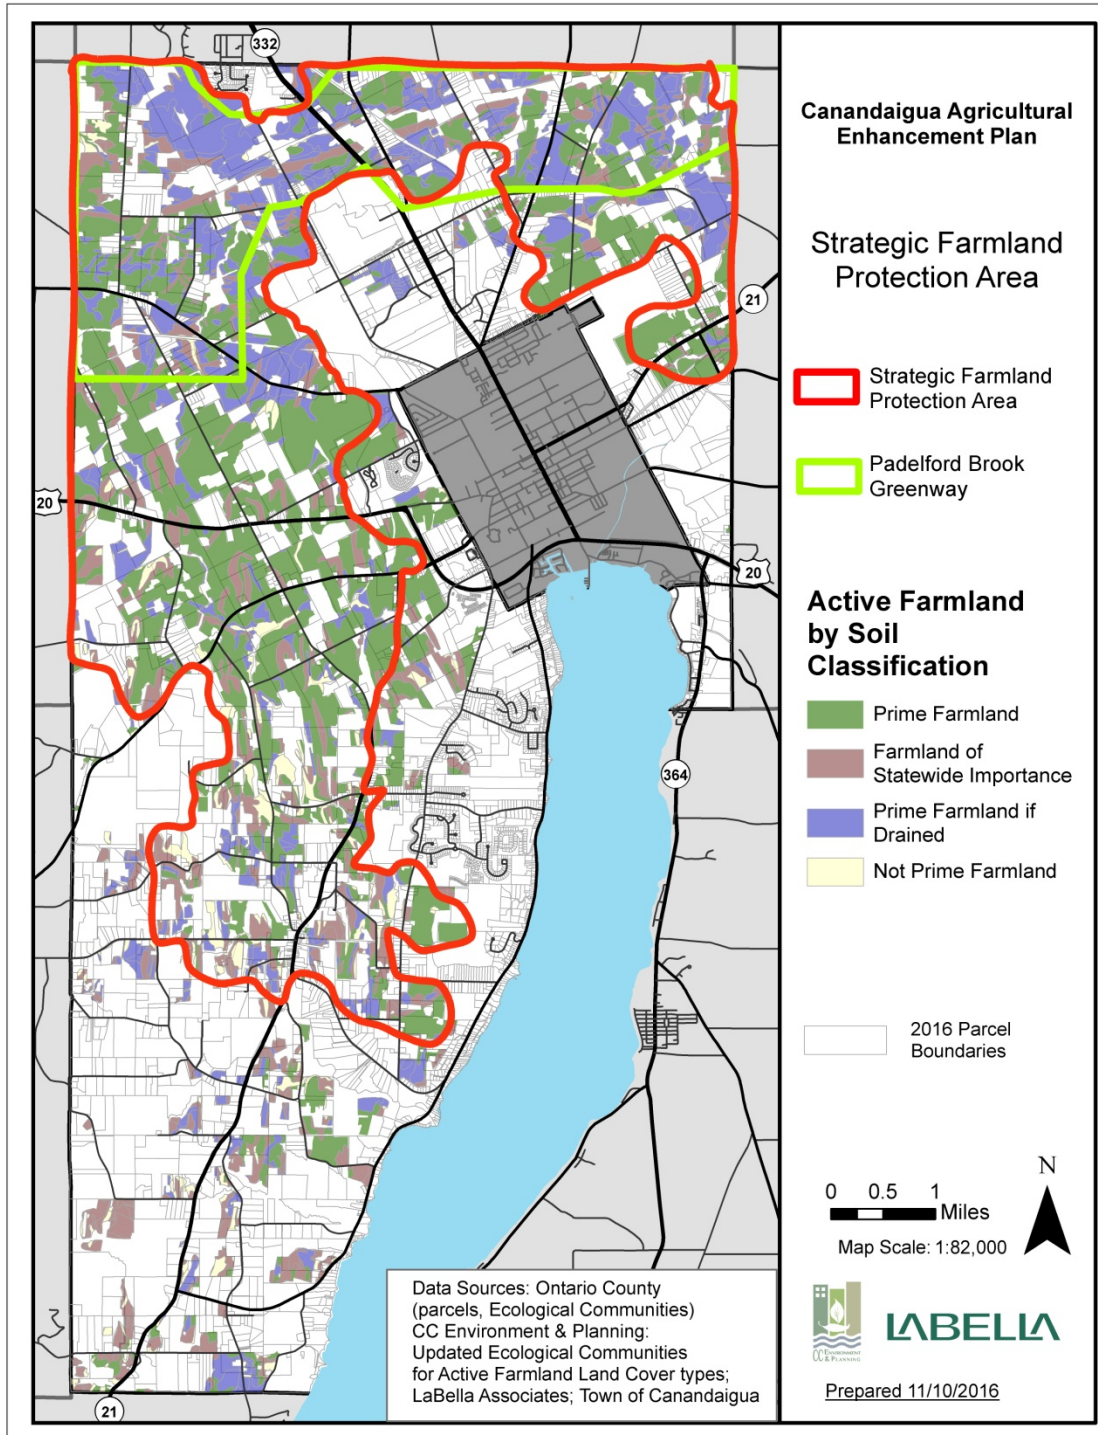 332
21
20
20
364
21
Canandaigua Agricultural
Enhancement Plan
Strategic Farmland
Protection Area
Strategic Farmland
Protection Area
Padelford Brook
Greenway
Active Farmland
by Soil
Classification
Prime Farmland
Farmland of
Statewide Importance
Prime Farmland if
Drained
Not Prime Farmland
2016 Parcel
Boundaries
N
0 0.5 1
Miles
Map Scale: 1:82,000
CC ENVIRONMENT
& PLANNING
LABELLA
Prepared 11/10/2016
Data Sources: Ontario County
(parcels, Ecological Communities)
CC Environment & Planning:
Updated Ecological Communities
for Active Farmland Land Cover types;
LaBella Associates; Town of Canandaigua